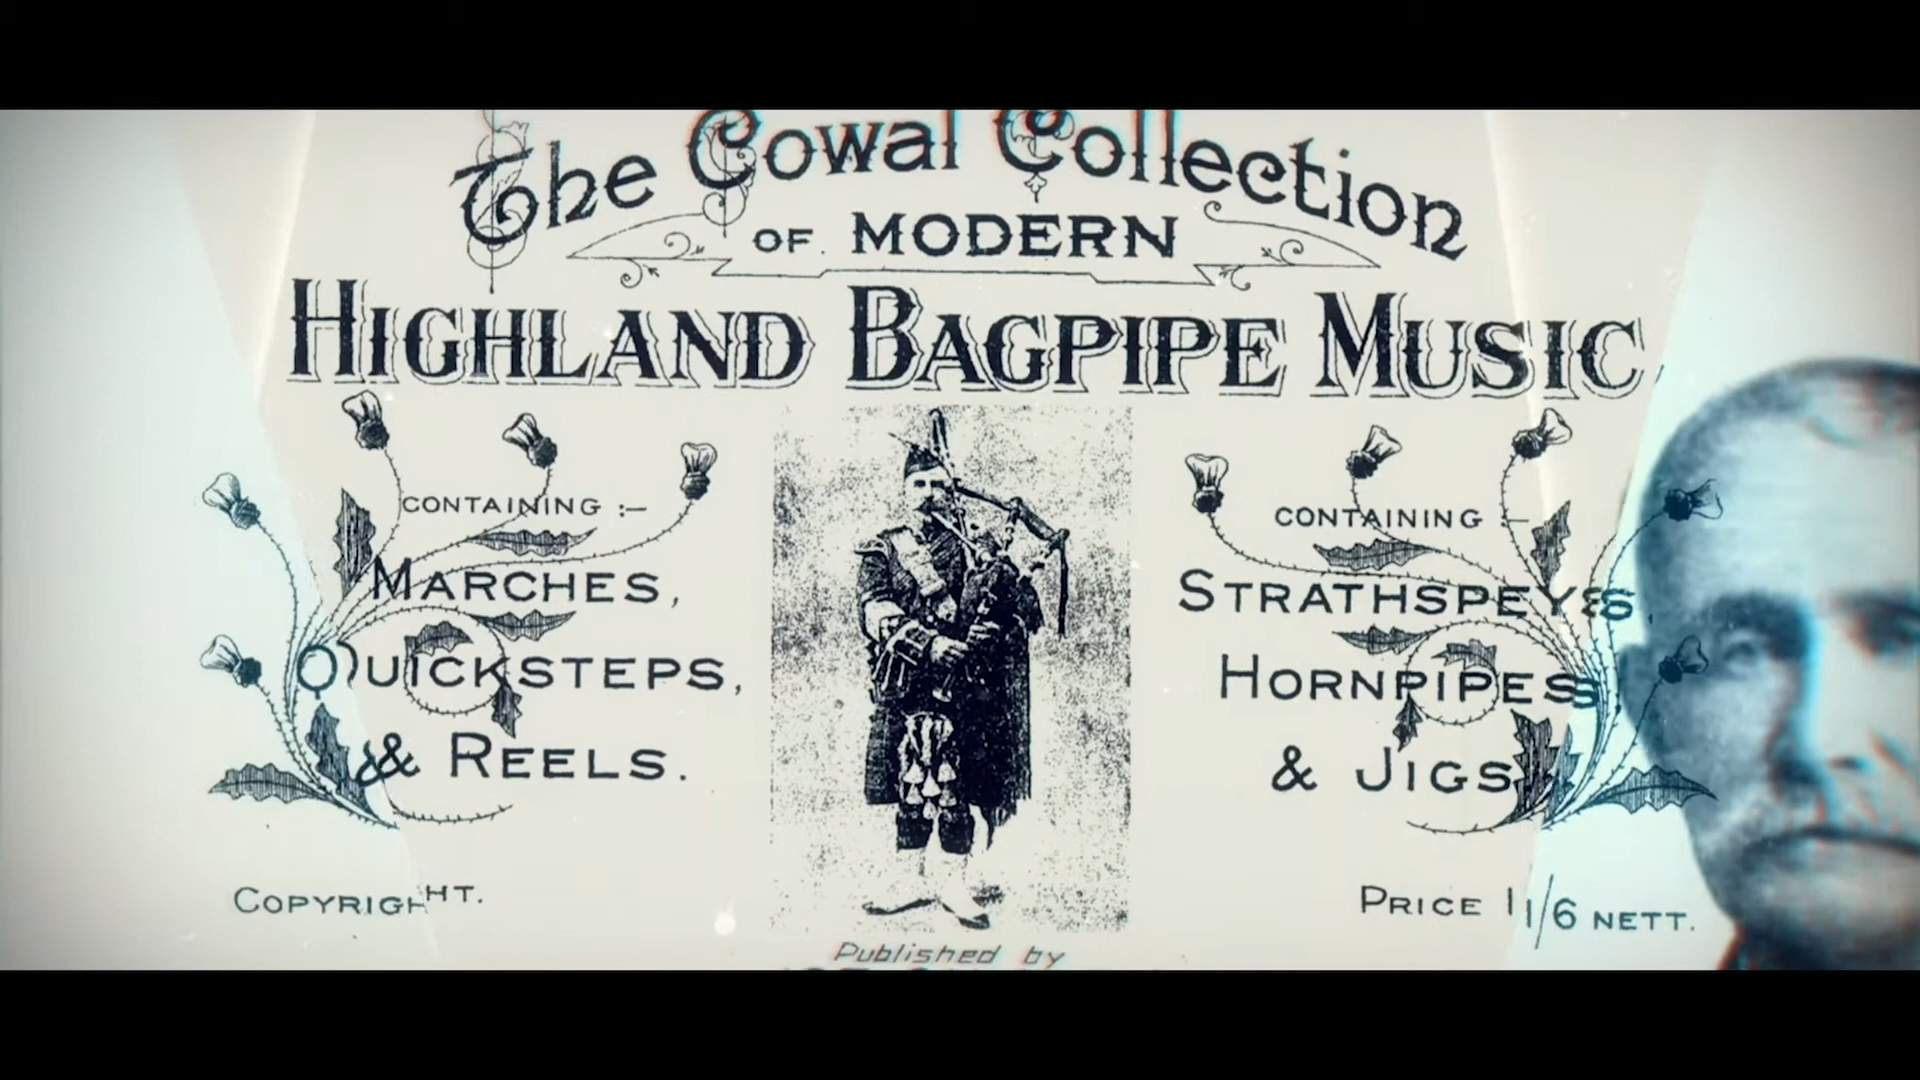 The Cowal Collection
OF MODERN
HIGHLAND BAGPIPE MUSIC
CONTAINING :-
MARCHES,
QUICKSTEPS,
& REELS.
CONTAINING :-
STRATHSPEYS,
HORNPIPES
& JIGS
COPYRIGHT.
PRICE 1/6 NETT.
Published by